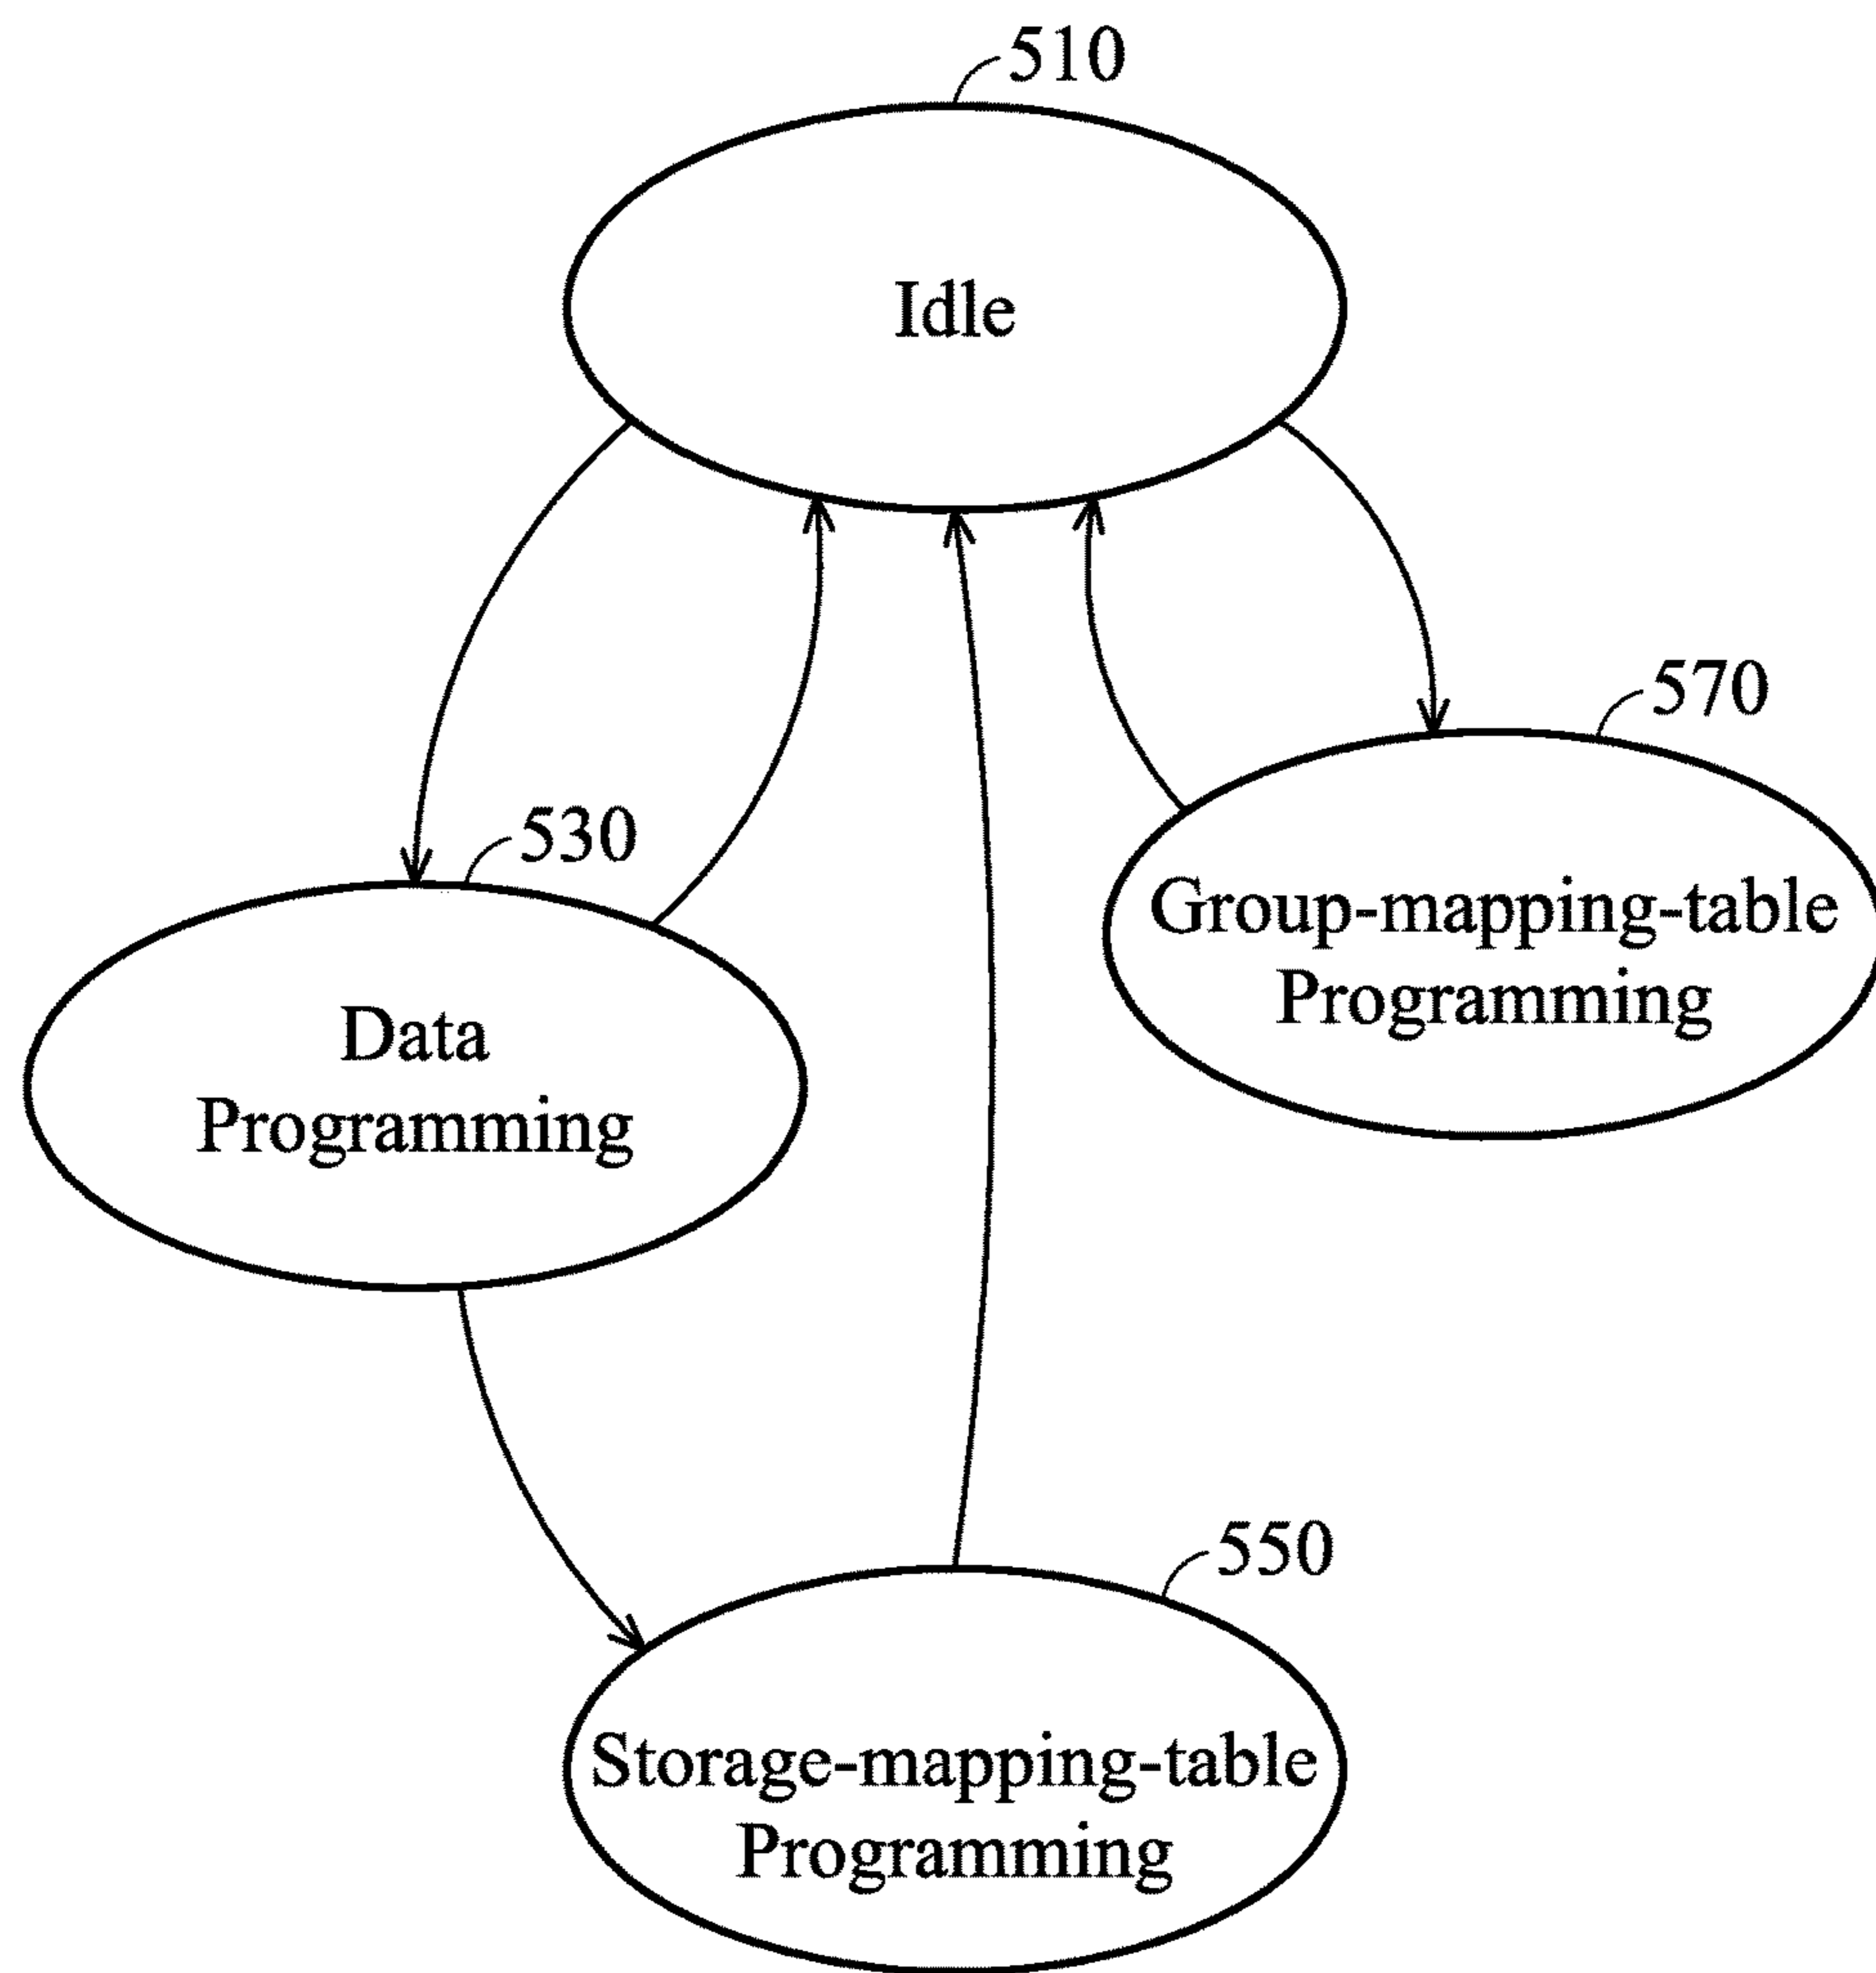 510
Idle
570
530
Group-mapping-table
Programming
Data
Programming
550
Storage-mapping-table
Programming